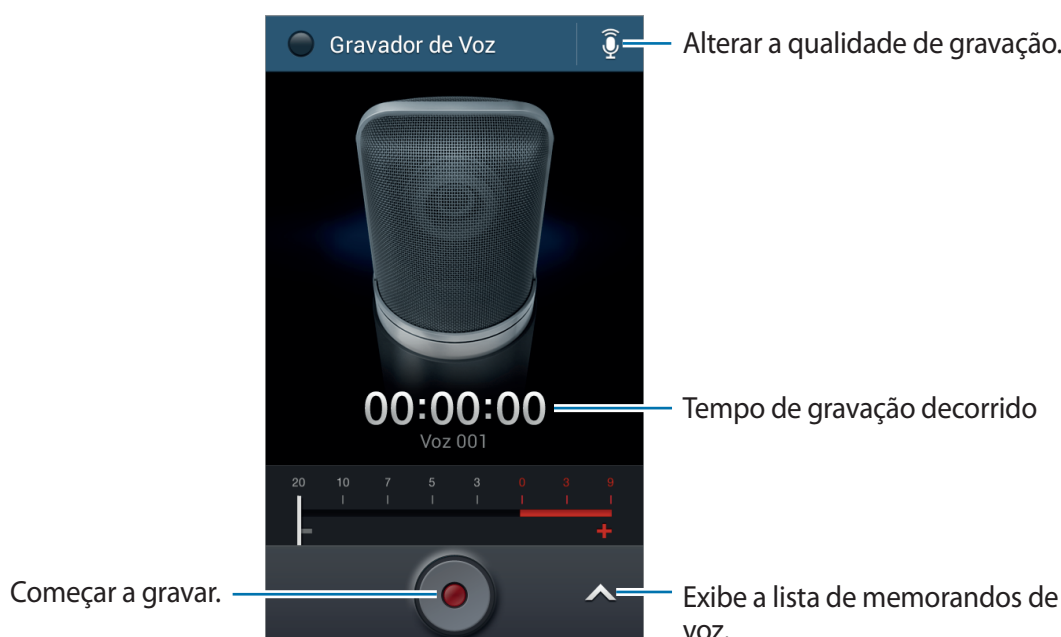 Gravador de Voz
Alterar a qualidade de gravação.
00:00:00
Tempo de gravação decorrido
Voz 001
20 10 7 5 3 0 3 9
- +
Começar a gravar.
Exibe a lista de memorandos de
voz.